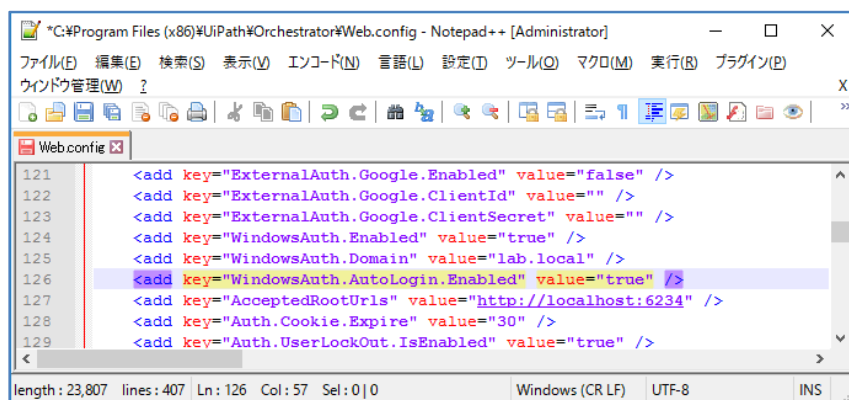 *C:¥Program Files (x86)¥UiPath¥Orchestrator¥Web.config - Notepad++ [Administrator]
ファイル(F) 編集(E) 検索(S) 表示(V) エンコード(N) 言語(L) 設定(T) ツール(O) マクロ(M) 実行(R) プラグイン(P)
ウィンドウ管理(W) ? X
Web.config
121 <add key="ExternalAuth.Google.Enabled" value="false" />
122 <add key="ExternalAuth.Google.ClientId" value="" />
123 <add key="ExternalAuth.Google.ClientSecret" value="" />
124 <add key="WindowsAuth.Enabled" value="true" />
125 <add key="WindowsAuth.Domain" value="lab.local" />
126 <add key="WindowsAuth.AutoLogin.Enabled" value="true" />
127 <add key="AcceptedRootUrls" value="http://localhost:6234" />
128 <add key="Auth.Cookie.Expire" value="30" />
129 <add key="Auth.UserLockOut.IsEnabled" value="true" />
length : 23,807 lines : 407 Ln : 126 Col : 57 Sel : 0 | 0 Windows (CR LF) UTF-8 INS